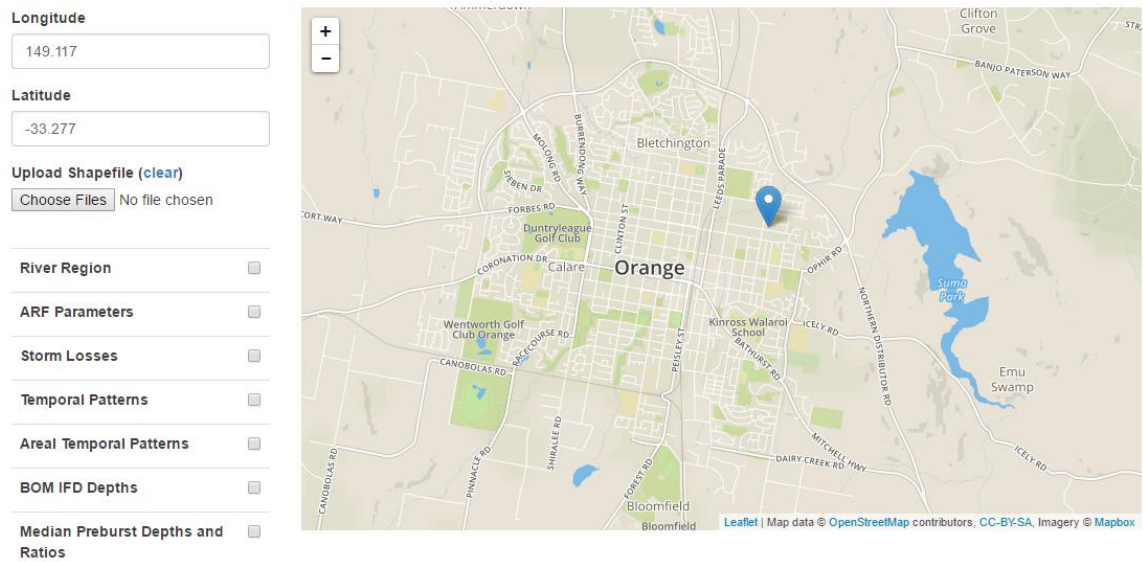 Longitude
149.117
Latitude
-33.277
Upload Shapefile (clear)
Choose Files No file chosen
River Region
ARF Parameters
Storm Losses
Temporal Patterns
Areal Temporal Patterns
BOM IFD Depths
Median Preburst Depths and
Ratios
+
−
Clifton
Grove
BANJO PATERSON WAY
BURRENDONG WAY
MOLONG RD
Bletchington
LEEDS PARADE
SIEBEN DR
FORBES RD
CLINTON ST
Duntryleague
Golf Club
CORONATION DR
Calare
Orange
OPHIR RD
Suma
Park
NORTHERN DISTRIBUTOR RD
Wentworth Golf
Club Orange
RACECOURSE RD
PEISLEY ST
Kinross Walaroi
School
ICELY RD
BATHURST RD
CANOBOLAS RD
Emu
Swamp
SHIRALEE RD
PINNACLE RD
MITCHELL HWY
DAIRY CREEK RD
ICELY RD
CANOBOLAS RD
FOREST RD
Bloomfield
Bloomfield
Leaflet | Map data © OpenStreetMap contributors, CC-BY-SA, Imagery © Mapbox